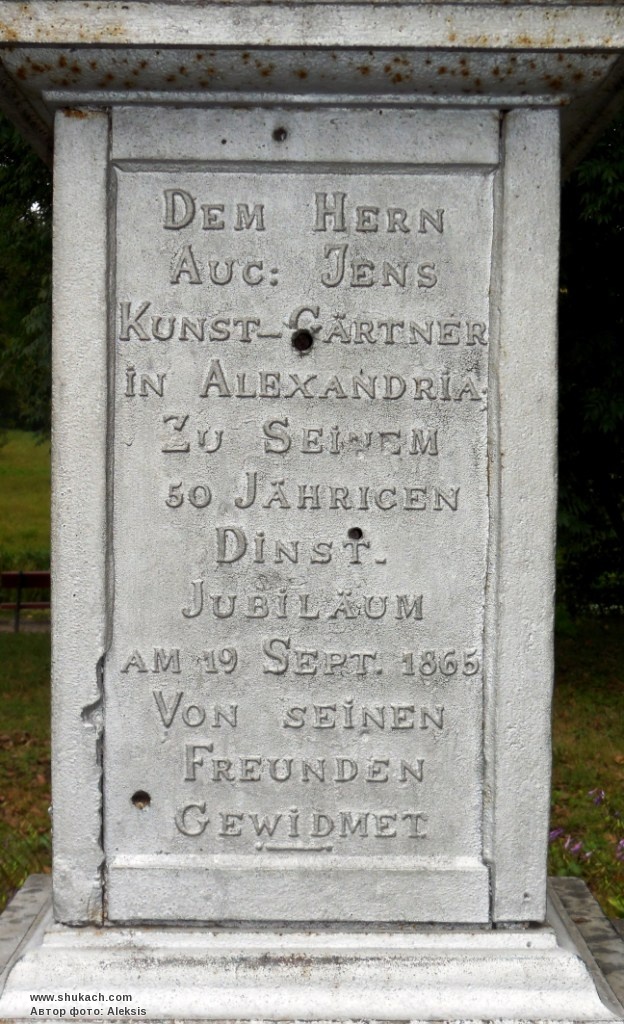 DEM HERN
AUG: JENS
KUNST-GÄRTNER
iN ALEXANDRIA
ZU SEiNEM
50 JÄHRIGEN
DiNST-
JUBiLÄUM
AM 19 SEPT. 1865
VON SEiNEN
FREUNDEN
GEWiDMET
www.shukach.com
Автор фото: Aleksis